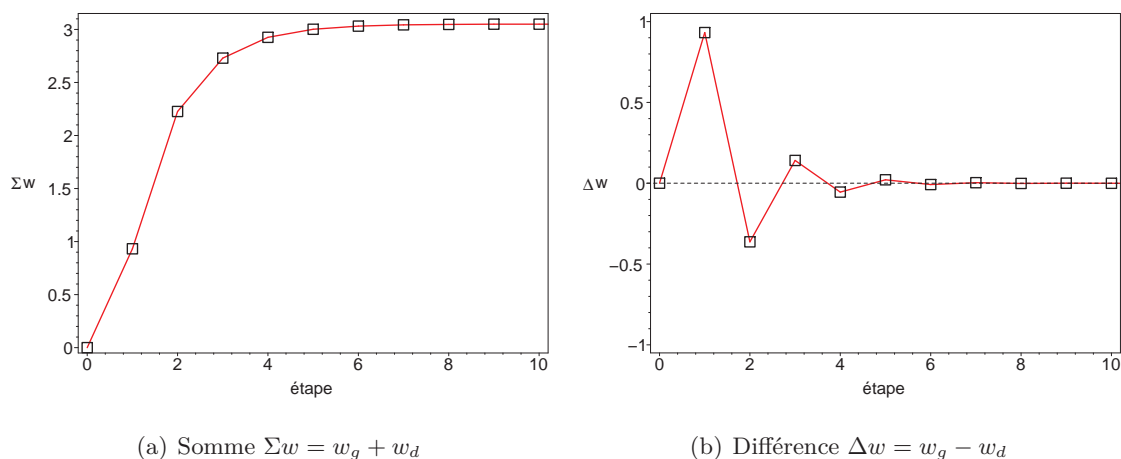 3
2.5
2
Σw
1.5
1
0.5
0
0 2 4 6 8 10
étape
1
0.5
Δw
0
−0.5
−1
0 2 4 6 8 10
étape
(a) Somme Σw = w_g + w_d
(b) Différence Δw = w_g − w_d